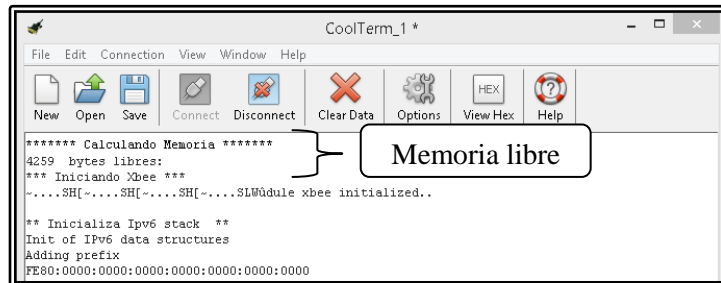 CoolTerm_1 *
File Edit Connection View Window Help
New Open Save Connect Disconnect Clear Data Options HEX View Hex Help
******* Calculando Memoria *******
4259 bytes libres:
*** Iniciando Xbee ***
~....SH[~....SH[~....SH[~....SLWûdule xbee initialized..
Memoria libre
** Inicializa Ipv6 stack **
Init of IPv6 data structures
Adding prefix
FE80:0000:0000:0000:0000:0000:0000:0000